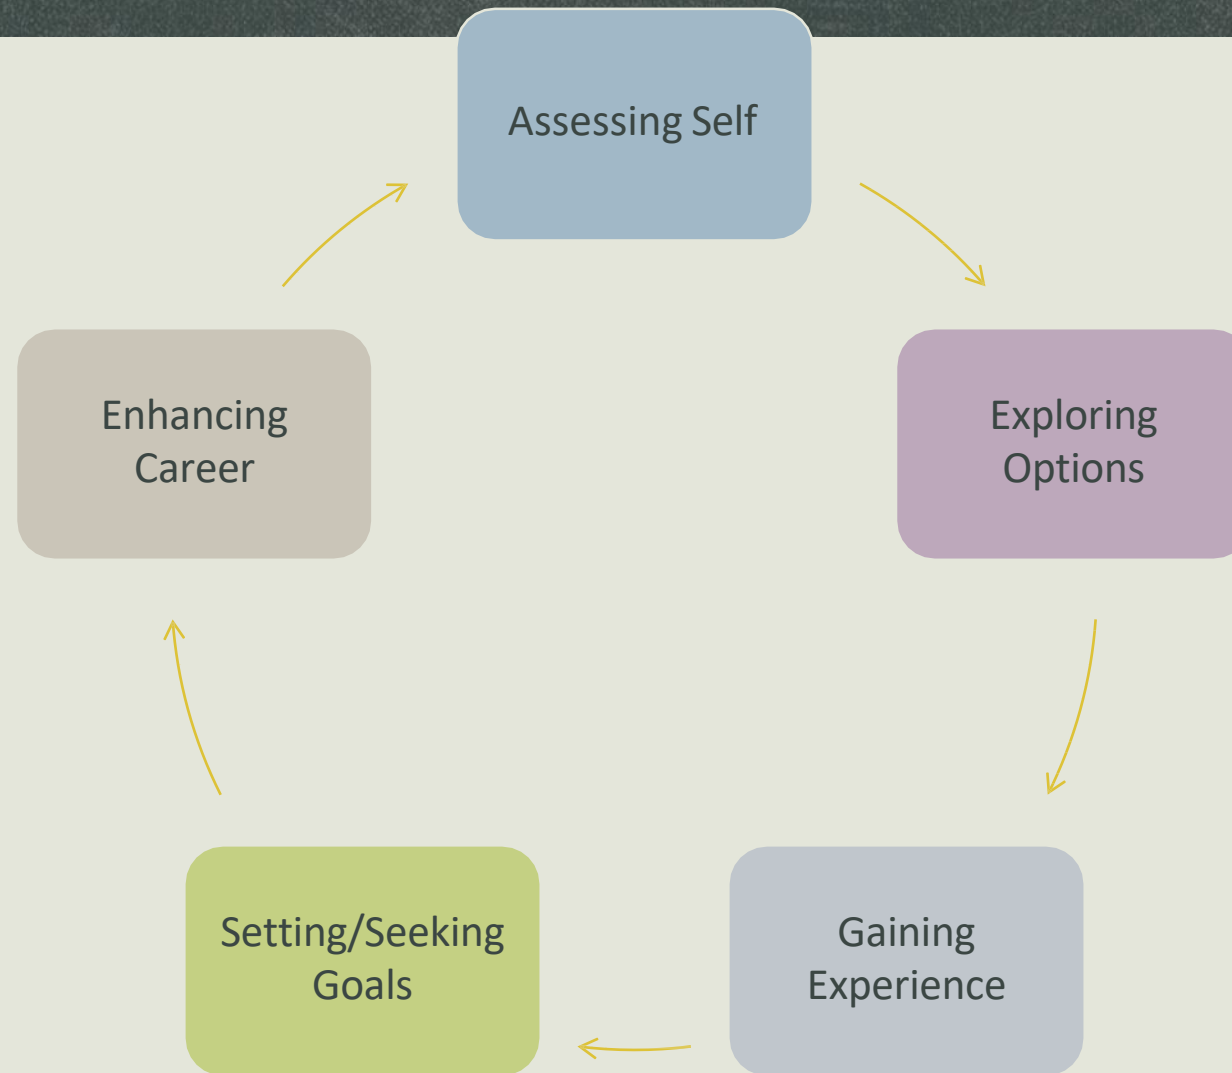 Assessing Self
Exploring
Options
Gaining
Experience
Setting/Seeking
Goals
Enhancing
Career